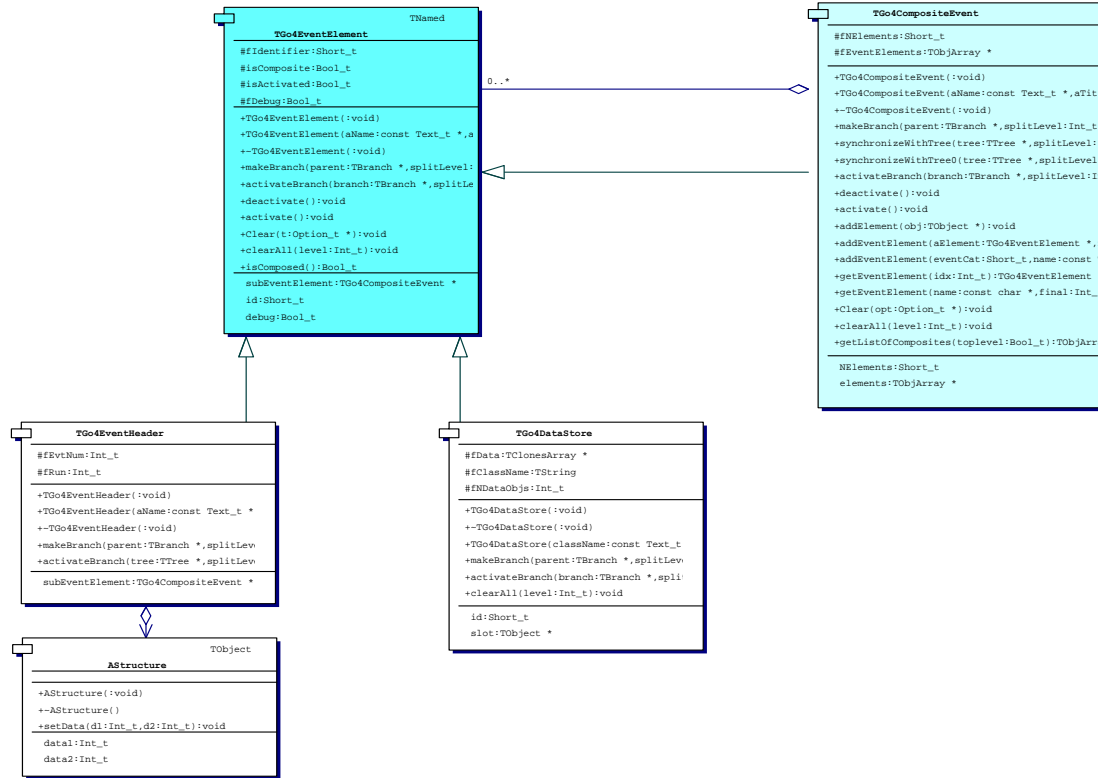 TNamed
TGo4EventElement
#fIdentifier:Short_t
#isComposite:Bool_t
#isActivated:Bool_t
#fDebug:Bool_t
+TGo4EventElement(:void)
+TGo4EventElement(aName:const Text_t *,a
+~TGo4EventElement(:void)
+makeBranch(parent:TBranch *,splitLevel:
+activateBranch(branch:TBranch *,splitLe
+deactivate():void
+activate():void
+Clear(t:Option_t *):void
+clearAll(level:Int_t):void
+isComposed():Bool_t
subEventElement:TGo4CompositeEvent *
id:Short_t
debug:Bool_t
0..*
TGo4CompositeEvent
#fNElements:Short_t
#fEventElements:TObjArray *
+TGo4CompositeEvent(:void)
+TGo4CompositeEvent(aName:const Text_t *,aTit
+~TGo4CompositeEvent(:void)
+makeBranch(parent:TBranch *,splitLevel:Int_t
+synchronizeWithTree(tree:TTree *,splitLevel:
+synchronizeWithTree0(tree:TTree *,splitLevel
+activateBranch(branch:TBranch *,splitLevel:I
+deactivate():void
+activate():void
+addElement(obj:TObject *):void
+addEventElement(aElement:TGo4EventElement *,
+addEventElement(eventCat:Short_t,name:const
+getEventElement(idx:Int_t):TGo4EventElement
+getEventElement(name:const char *,final:Int_
+Clear(opt:Option_t *):void
+clearAll(level:Int_t):void
+getListOfComposites(toplevel:Bool_t):TObjArr
NElements:Short_t
elements:TObjArray *
TGo4EventHeader
#fEvtNum:Int_t
#fRun:Int_t
+TGo4EventHeader(:void)
+TGo4EventHeader(aName:const Text_t *
+~TGo4EventHeader(:void)
+makeBranch(parent:TBranch *,splitLev
+activateBranch(tree:TTree *,splitLev
subEventElement:TGo4CompositeEvent *
TGo4DataStore
#fData:TClonesArray *
#fClassName:TString
#fNDataObjs:Int_t
+TGo4DataStore(:void)
+~TGo4DataStore(:void)
+TGo4DataStore(className:const Text_t
+makeBranch(parent:TBranch *,splitLev
+activateBranch(branch:TBranch *,spli
+clearAll(level:Int_t):void
id:Short_t
slot:TObject *
TObject
AStructure
+AStructure(:void)
+~AStructure()
+setData(d1:Int_t,d2:Int_t):void
data1:Int_t
data2:Int_t